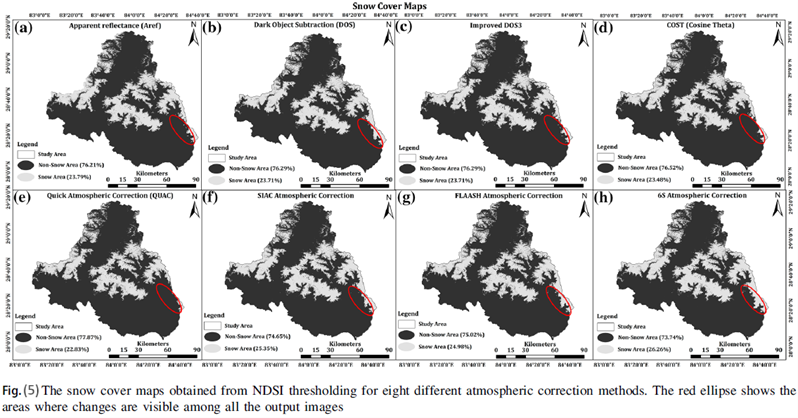 Snow Cover Maps
(a) Apparent reflectance (Aref) N
Legend
Study Area
Non-Snow Area (76.21%)
Snow Area (23.79%)
Kilometers
0 15 30 60 90
(b) Dark Object Subtraction (DOS) N
Legend
Study Area
Non-Snow Area (76.29%)
Snow Area (23.71%)
Kilometers
0 15 30 60 90
(c) Improved DOS3 N
Legend
Study Area
Non-Snow Area (76.29%)
Snow Area (23.71%)
Kilometers
0 15 30 60 90
(d) COST (Cosine Theta) N
Legend
Study Area
Non-Snow Area (76.52%)
Snow Area (23.48%)
Kilometers
0 15 30 60 90
(e) Quick Atmospheric Correction (QUAC) N
Legend
Study Area
Non-Snow Area (77.87%)
Snow Area (22.83%)
Kilometers
0 15 30 60 90
(f) SIAC Atmospheric Correction N
Legend
Study Area
Non-Snow Area (74.65%)
Snow Area (25.35%)
Kilometers
0 15 30 60 90
(g) FLAASH Atmospheric Correction N
Legend
Study Area
Non-Snow Area (75.02%)
Snow Area (24.98%)
Kilometers
0 15 30 60 90
(h) 6S Atmospheric Correction N
Legend
Study Area
Non-Snow Area (73.74%)
Snow Area (26.26%)
Kilometers
0 15 30 60 90
Fig. (5) The snow cover maps obtained from NDSI thresholding for eight different atmospheric correction methods. The red ellipse shows the
areas where changes are visible among all the output images